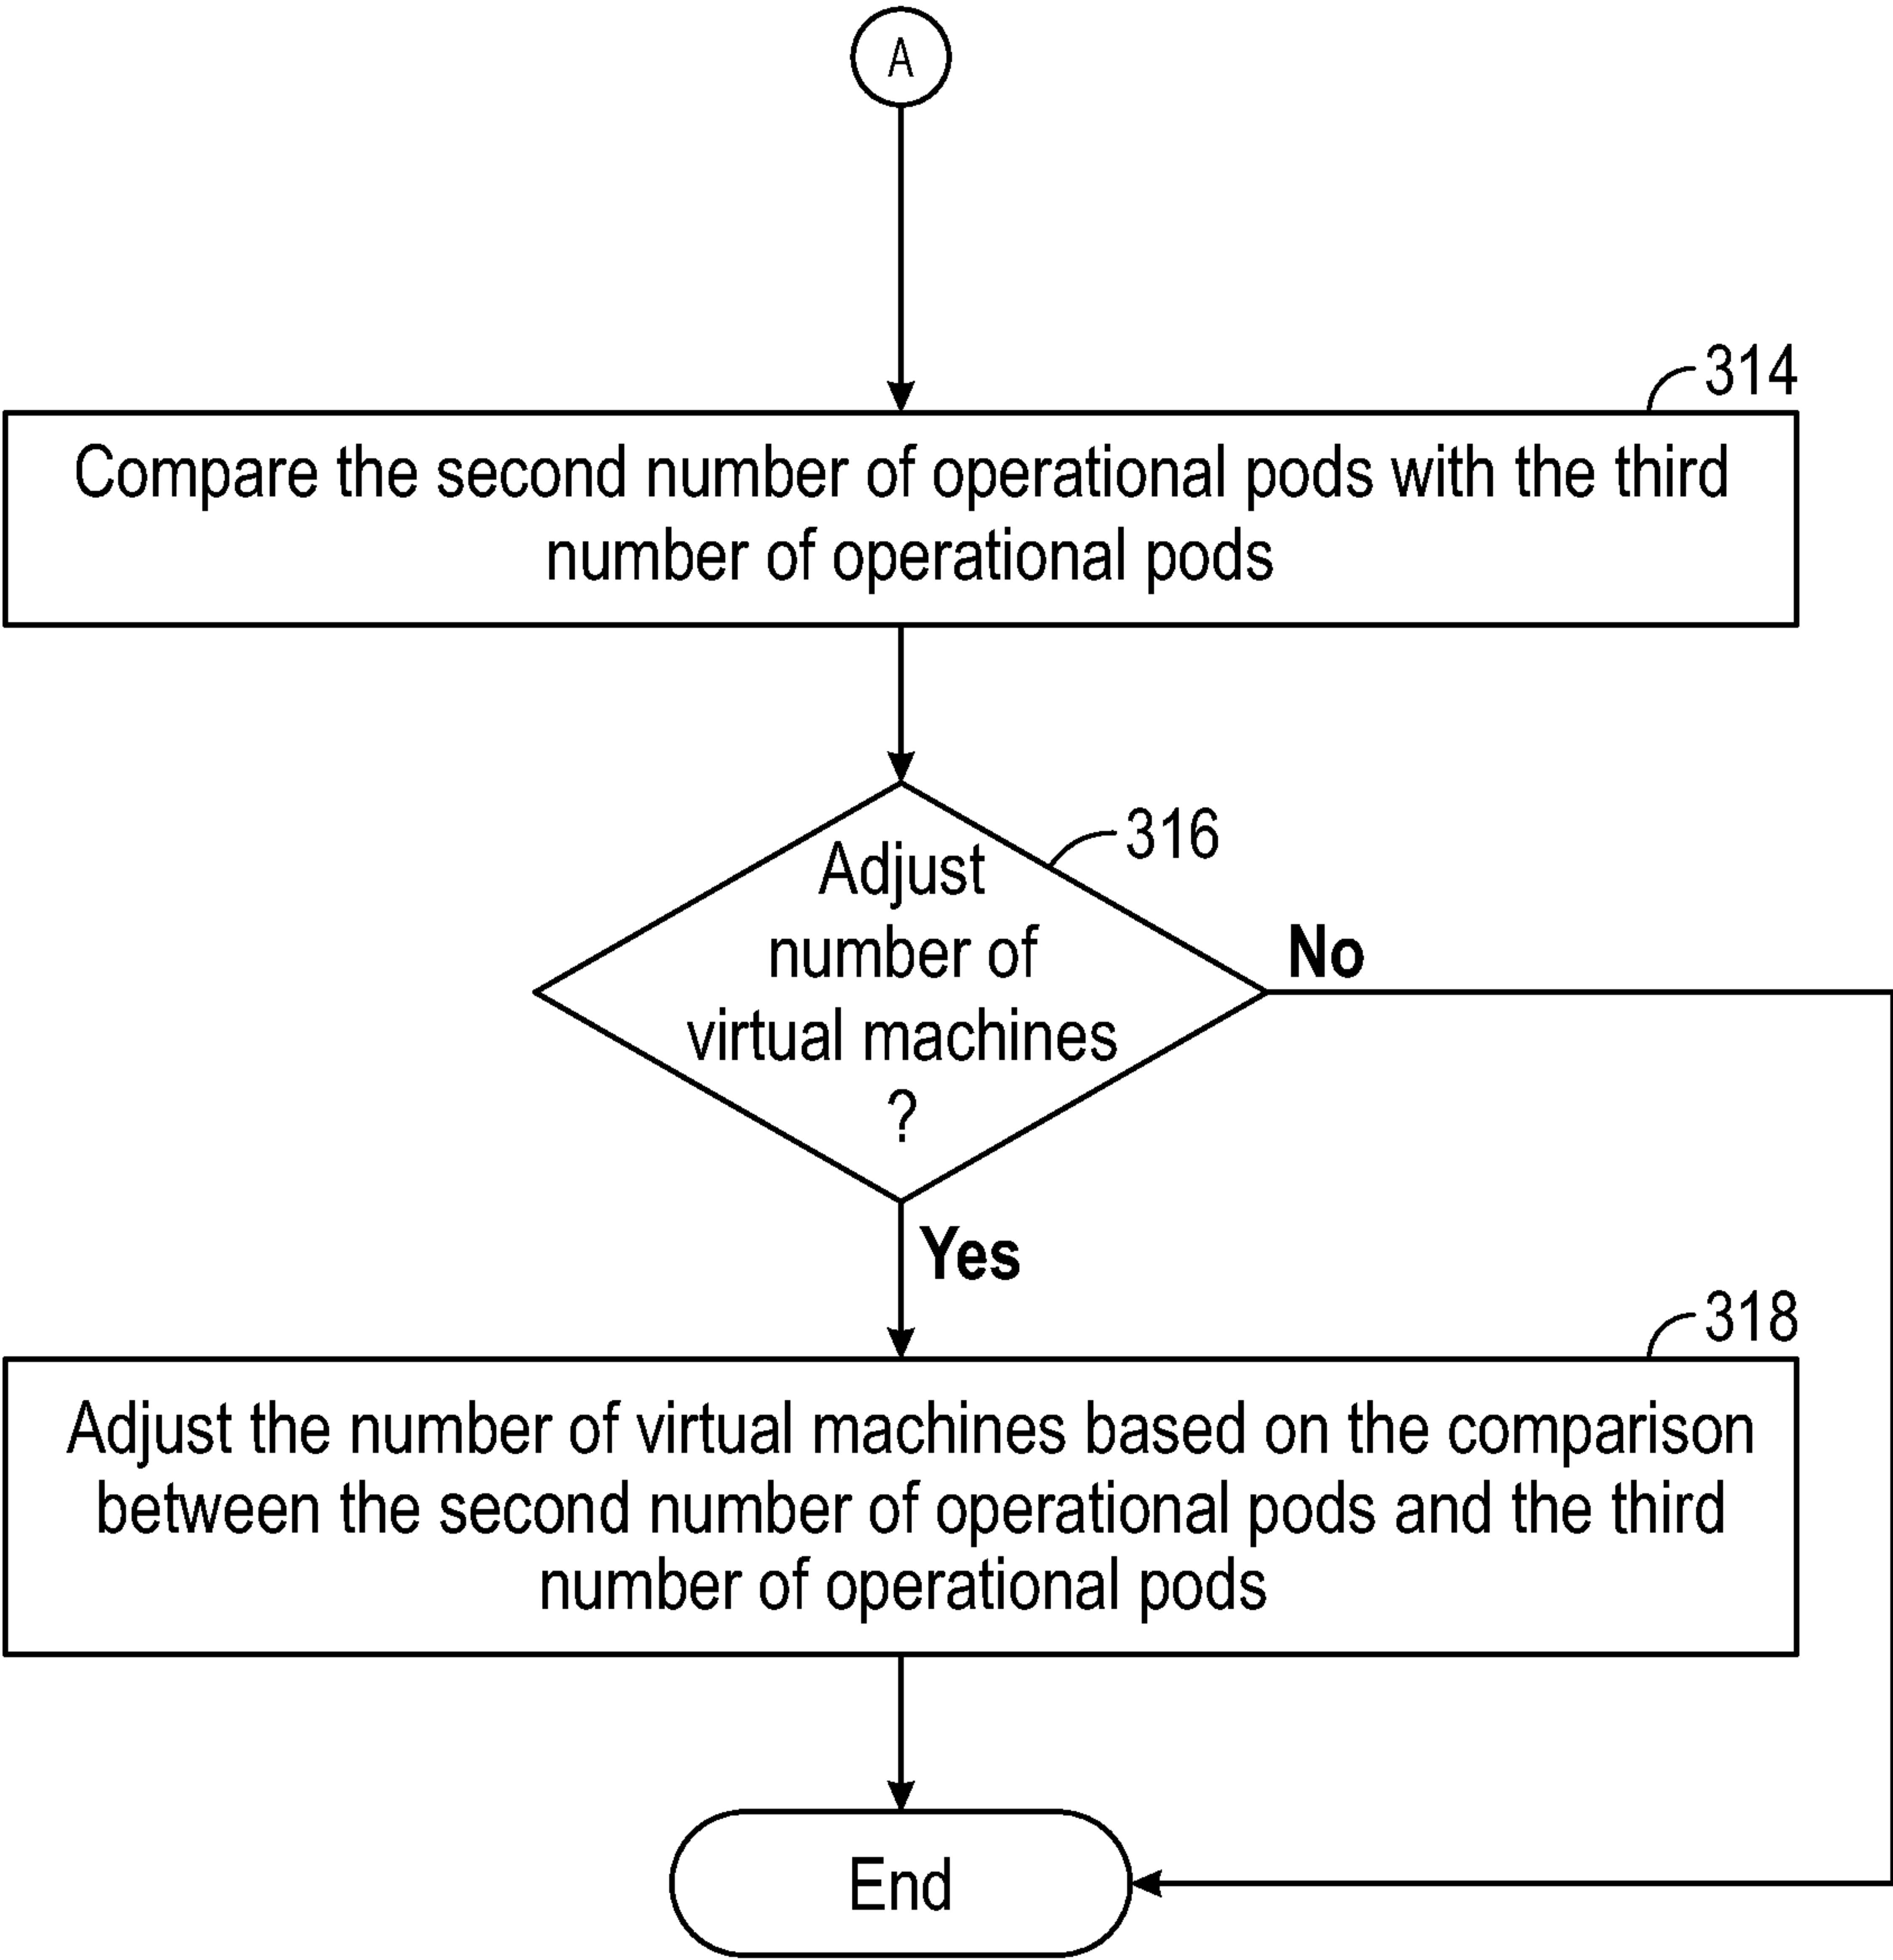 A
314
Compare the second number of operational pods with the third
number of operational pods
316
Adjust
number of
virtual machines
?
No
Yes
318
Adjust the number of virtual machines based on the comparison
between the second number of operational pods and the third
number of operational pods
End